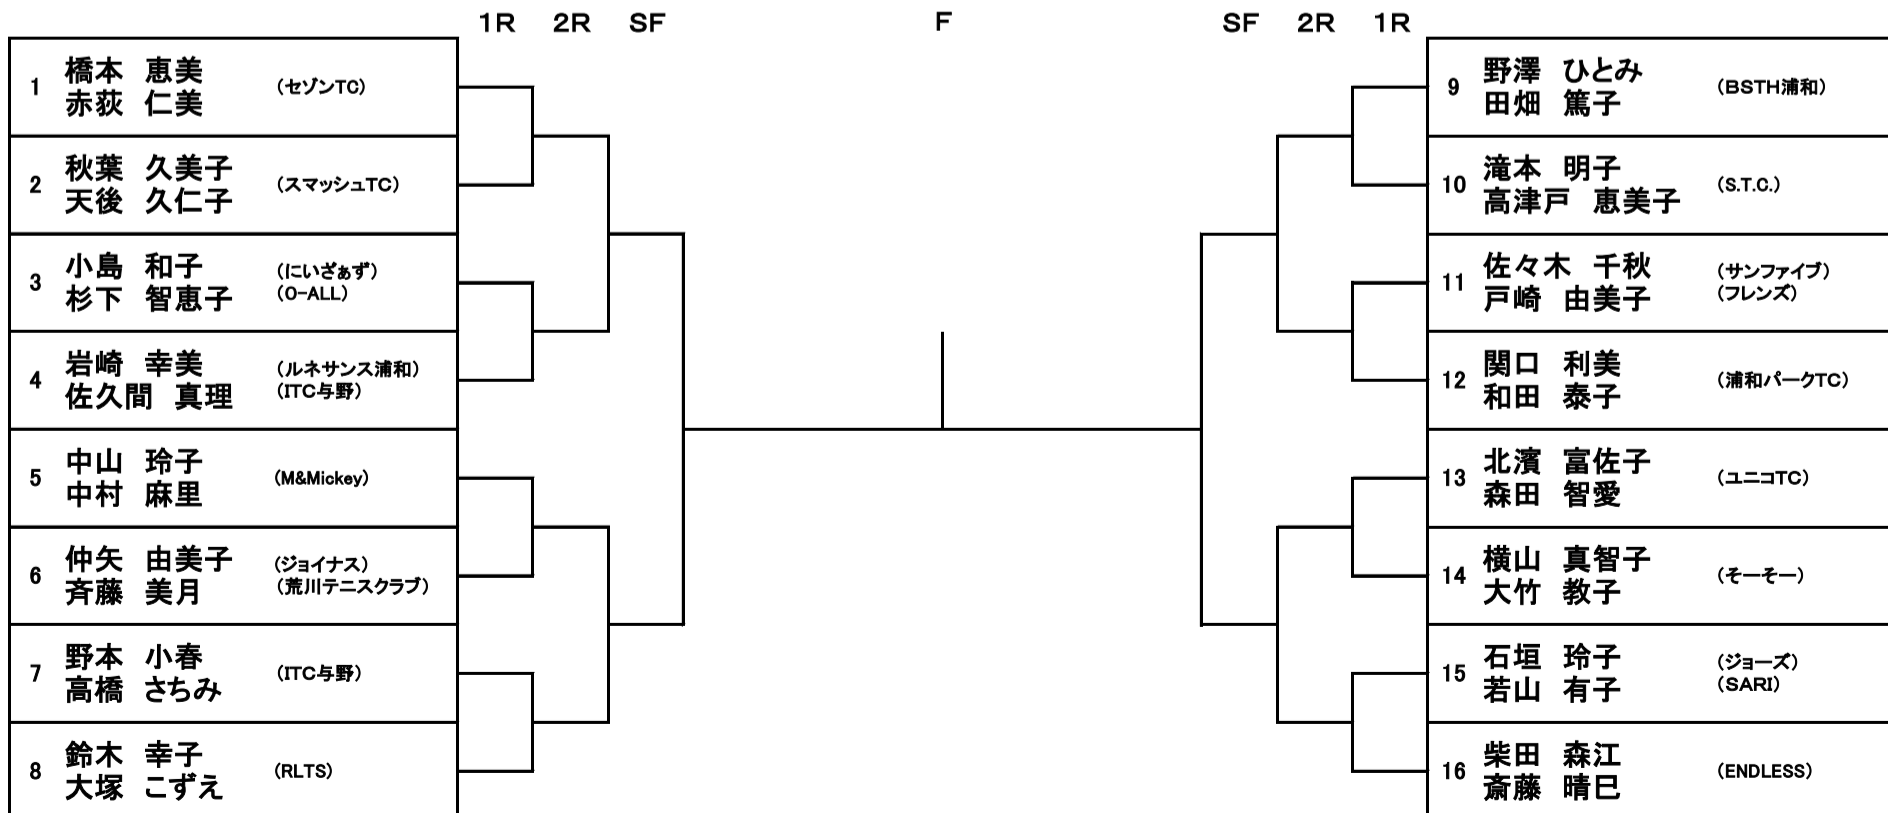 1R 2R SF F SF 2R 1R
1 橋本 恵美 (セゾンTC)
赤荻 仁美
2 秋葉 久美子 (スマッシュTC)
天後 久仁子
3 小島 和子 (にいざぁず)
杉下 智恵子 (O-ALL)
4 岩崎 幸美 (ルネサンス浦和)
佐久間 真理 (ITC与野)
5 中山 玲子 (M&Mickey)
中村 麻里
6 仲矢 由美子 (ジョイナス)
斉藤 美月 (荒川テニスクラブ)
7 野本 小春 (ITC与野)
高橋 さちみ
8 鈴木 幸子 (RLTS)
大塚 こずえ
9 野澤 ひとみ (BSTH浦和)
田畑 篤子
10 滝本 明子 (S.T.C.)
高津戸 恵美子
11 佐々木 千秋 (サンファイブ)
戸崎 由美子 (フレンズ)
12 関口 利美 (浦和パークTC)
和田 泰子
13 北濱 富佐子 (ユニコTC)
森田 智愛
14 横山 真智子 (そーそー)
大竹 教子
15 石垣 玲子 (ジョーズ)
若山 有子 (SARI)
16 柴田 森江 (ENDLESS)
斎藤 晴巳